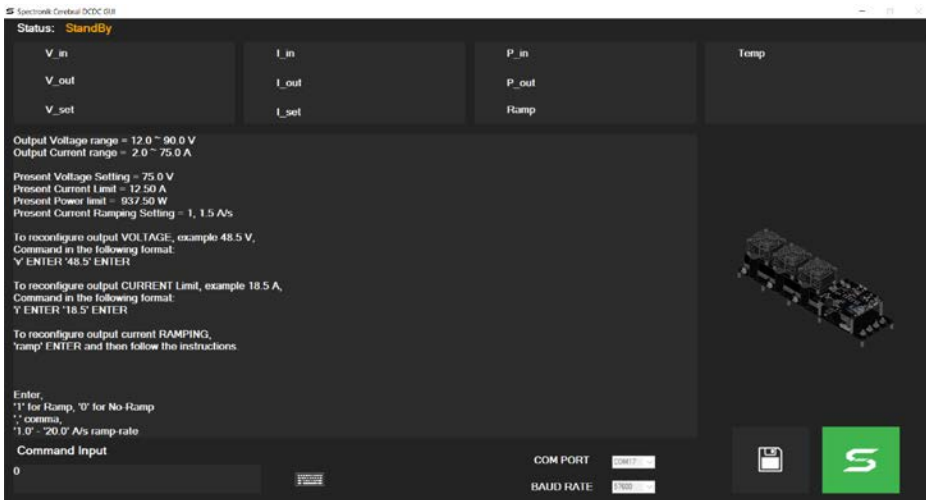 Spectronik Cerebral DCDC GUI
Status: StandBy
V_in I_in P_in Temp
V_out I_out P_out
V_set I_set Ramp
Output Voltage range = 12.0 ~ 90.0 V
Output Current range = 2.0 ~ 75.0 A
Present Voltage Setting = 75.0 V
Present Current Limit = 12.50 A
Present Power limit = 937.50 W
Present Current Ramping Setting = 1, 1.5 A/s
To reconfigure output VOLTAGE, example 48.5 V,
Command in the following format:
'v' ENTER '48.5' ENTER
To reconfigure output CURRENT Limit, example 18.5 A,
Command in the following format:
'i' ENTER '18.5' ENTER
To reconfigure output current RAMPING,
'ramp' ENTER and then follow the instructions.
Enter,
'1' for Ramp, '0' for No-Ramp
',' comma,
'1.0' - '20.0' A/s ramp-rate
Command Input
0
COM PORT COM17
BAUD RATE 57600